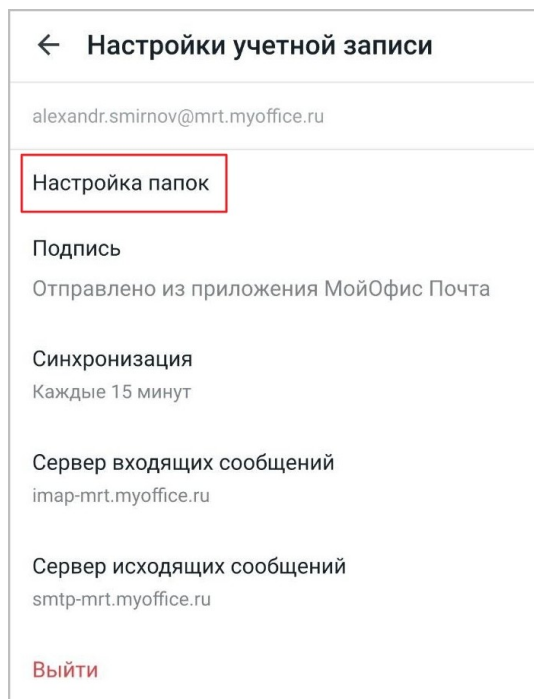 Настройки учетной записи
alexandr.smirnov@mrt.myoffice.ru
Настройка папок
Подпись
Отправлено из приложения МойОфис Почта
Синхронизация
Каждые 15 минут
Сервер входящих сообщений
imap-mrt.myoffice.ru
Сервер исходящих сообщений
smtp-mrt.myoffice.ru
Выйти